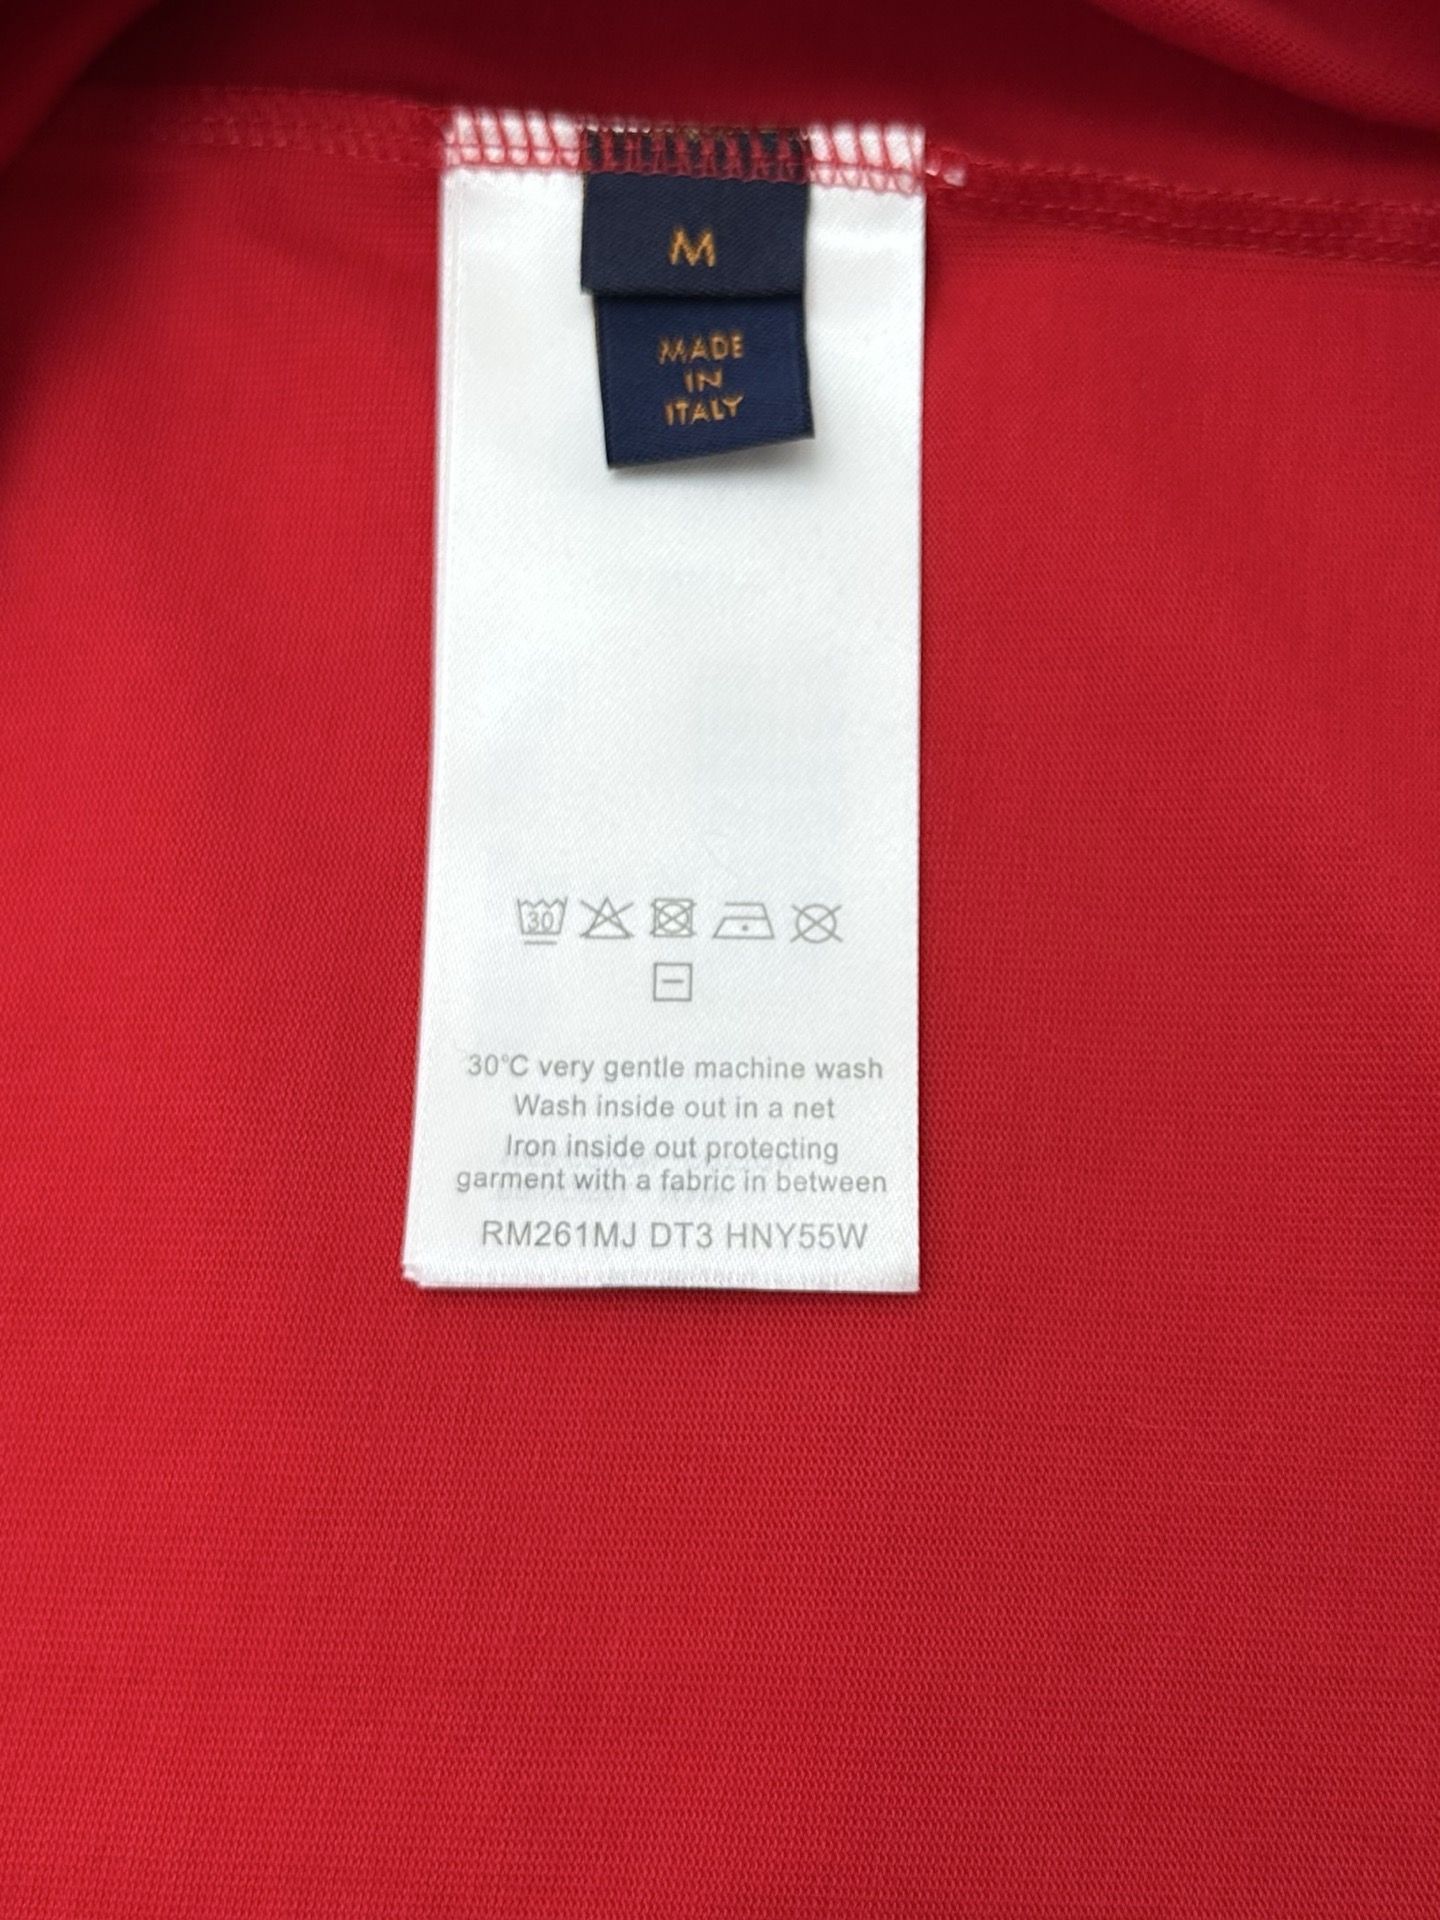 M
MADE
IN
ITALY
30
30°C very gentle machine wash
Wash inside out in a net
Iron inside out protecting
garment with a fabric in between
RM261MJ DT3 HNY55W